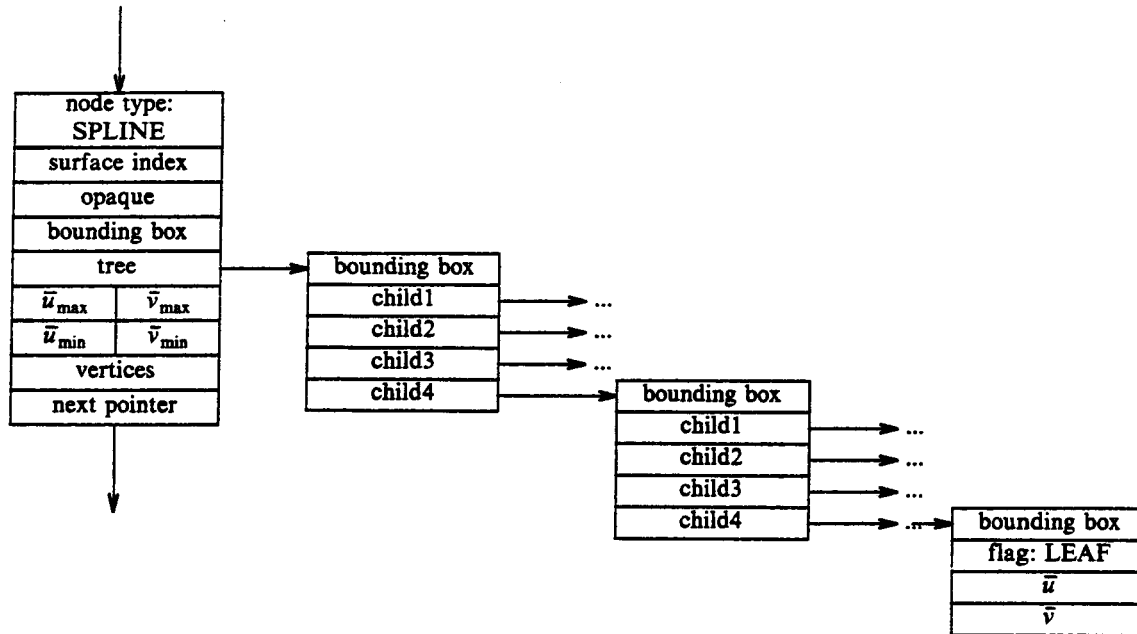 node type:
SPLINE
surface index
opaque
bounding box
tree
ū_max v̄_max
ū_min v̄_min
vertices
next pointer
bounding box
child1 ...
child2 ...
child3 ...
child4
bounding box
child1 ...
child2 ...
child3 ...
child4 ...
bounding box
flag: LEAF
ū
v̄